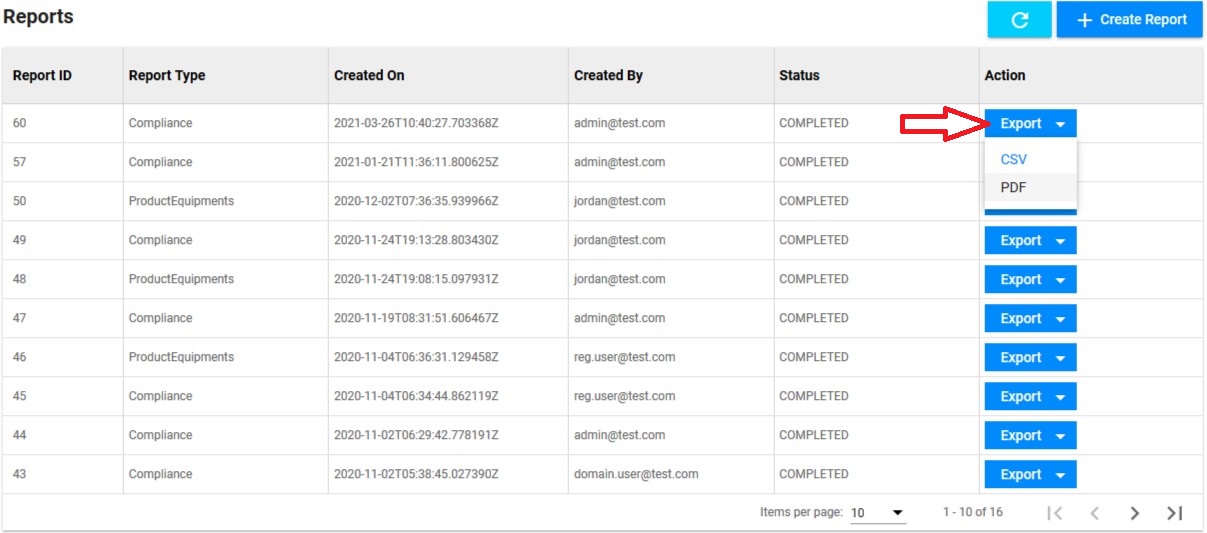 Reports
Create Report
Report ID Report Type Created On Created By Status Action
60 Compliance 2021-03-26T10:40:27.703368Z admin@test.com COMPLETED Export
57 Compliance 2021-01-21T11:36:11.800625Z admin@test.com COMPLETED CSV
50 ProductEquipments 2020-12-02T07:36:35.939966Z jordan@test.com COMPLETED PDF
49 Compliance 2020-11-24T19:13:28.803430Z jordan@test.com COMPLETED Export
48 ProductEquipments 2020-11-24T19:08:15.097931Z jordan@test.com COMPLETED Export
47 Compliance 2020-11-19T08:31:51.606467Z admin@test.com COMPLETED Export
46 ProductEquipments 2020-11-04T06:36:31.129458Z reg.user@test.com COMPLETED Export
45 Compliance 2020-11-04T06:34:44.862119Z reg.user@test.com COMPLETED Export
44 Compliance 2020-11-02T06:29:42.778191Z admin@test.com COMPLETED Export
43 Compliance 2020-11-02T05:38:45.027390Z domain.user@test.com COMPLETED Export
Items per page: 10 1 - 10 of 16